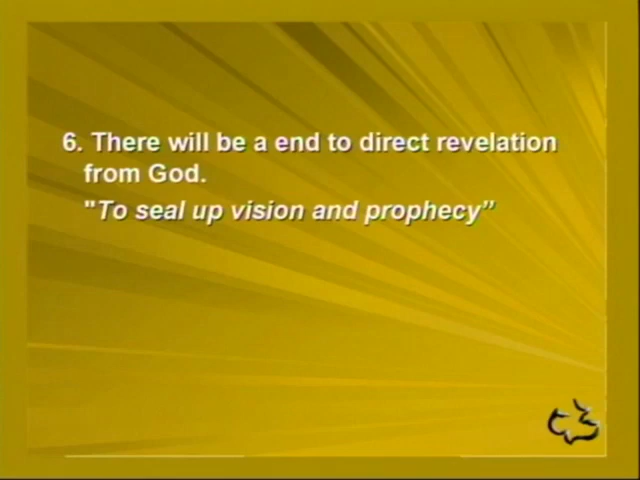 6. There will be a end to direct revelation
from God.
"To seal up vision and prophecy”